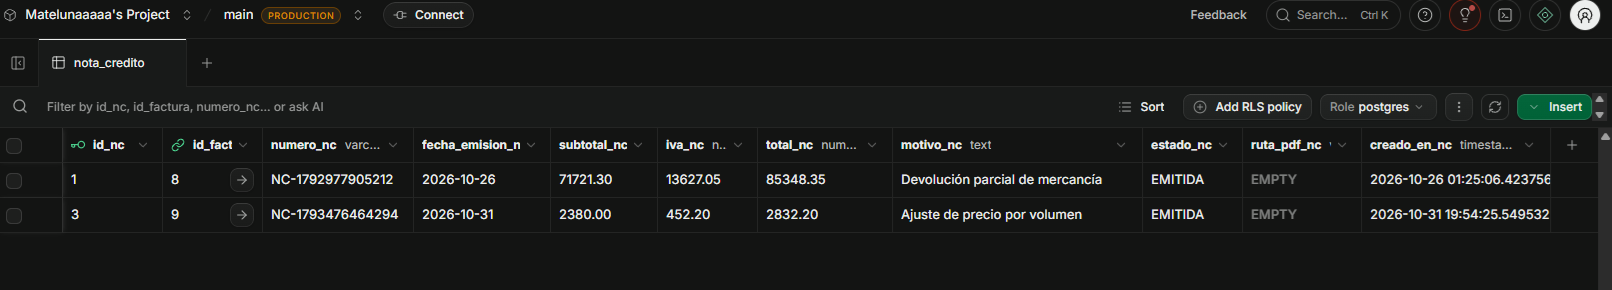 Matelunaaaaa's Project / main PRODUCTION Connect Feedback Search... Ctrl K
nota_credito
Filter by id_nc, id_factura, numero_nc... or ask AI Sort Add RLS policy Role postgres Insert
id_nc id_fact numero_nc varc... fecha_emision_n subtotal_nc iva_nc n.. total_nc num... motivo_nc text estado_nc ruta_pdf_nc creado_en_nc timesta...
1 8 NC-1792977905212 2026-10-26 71721.30 13627.05 85348.35 Devolución parcial de mercancía EMITIDA EMPTY 2026-10-26 01:25:06.423756
3 9 NC-1793476464294 2026-10-31 2380.00 452.20 2832.20 Ajuste de precio por volumen EMITIDA EMPTY 2026-10-31 19:54:25.549532